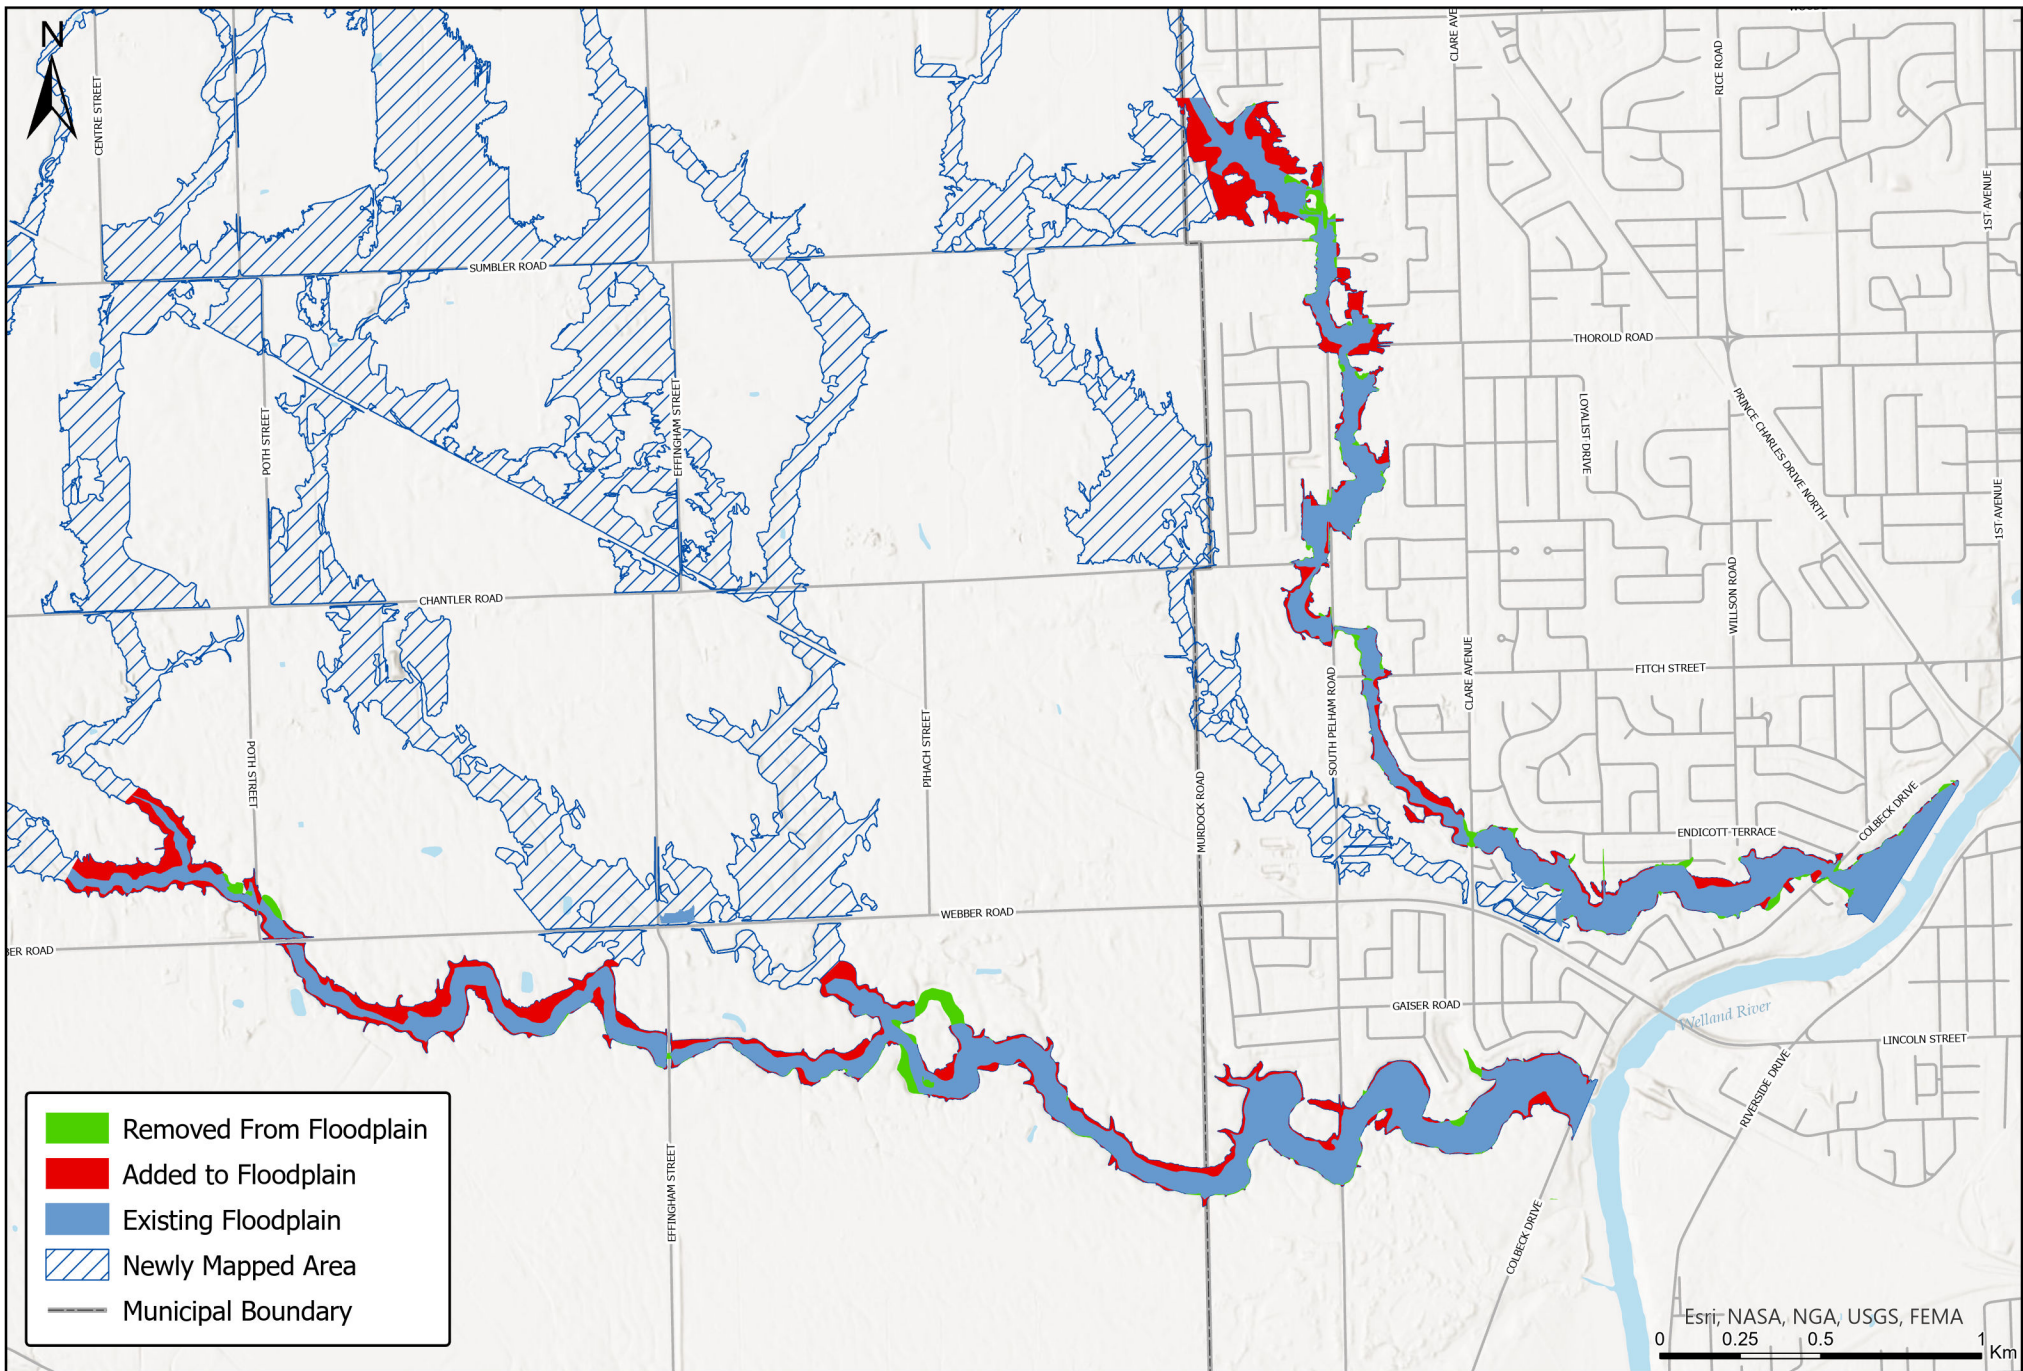 N
CENTRE STREET
CLARE AVE
RICE ROAD
1ST AVENUE
SUMBLER ROAD
THOROLD ROAD
POTH STREET
EFFINGHAM STREET
LOYALIST DRIVE
PRINCE CHARLES DRIVE NORTH
1ST AVENUE
CHANTLER ROAD
WILLSON ROAD
CLARE AVENUE
FITCH STREET
SOUTH PELHAM ROAD
POTH STREET
PIHACH STREET
MURDOCK ROAD
ENDICOTT TERRACE
COLBECK DRIVE
WEBBER ROAD
BER ROAD
GAISER ROAD
Welland River
LINCOLN STREET
RIVERSIDE DRIVE
EFFINGHAM STREET
COLBECK DRIVE
Removed From Floodplain
Added to Floodplain
Existing Floodplain
Newly Mapped Area
Municipal Boundary
Esri, NASA, NGA, USGS, FEMA
0 0.25 0.5 1
Km